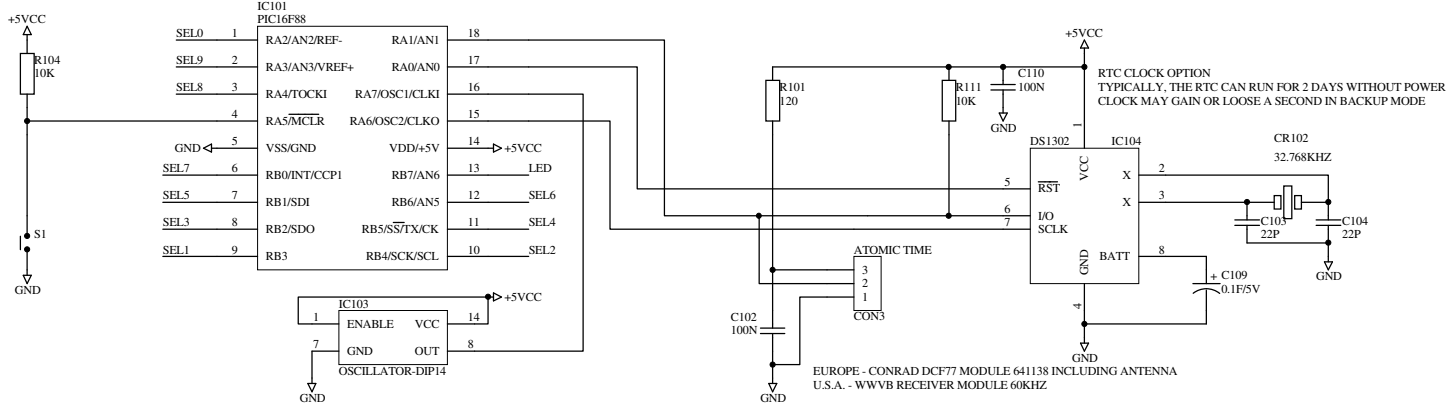 IC101
PIC16F88
+5VCC
R104
10K
S1
GND
SEL0 1 RA2/AN2/REF- RA1/AN1 18
SEL9 2 RA3/AN3/VREF+ RA0/AN0 17
SEL8 3 RA4/TOCKI RA7/OSC1/CLKI 16
4 RA5/MCLR RA6/OSC2/CLKO 15
GND 5 VSS/GND VDD/+5V 14 +5VCC
SEL7 6 RB0/INT/CCP1 RB7/AN6 13 LED
SEL5 7 RB1/SDI RB6/AN5 12 SEL6
SEL3 8 RB2/SDO RB5/SS/TX/CK 11 SEL4
SEL1 9 RB3 RB4/SCK/SCL 10 SEL2
IC103
+5VCC
1 ENABLE VCC 14
7 GND OUT 8
OSCILLATOR-DIP14
GND
R101
120
R111
10K
C110
100N
GND
+5VCC
RTC CLOCK OPTION
TYPICALLY, THE RTC CAN RUN FOR 2 DAYS WITHOUT POWER
CLOCK MAY GAIN OR LOOSE A SECOND IN BACKUP MODE
DS1302 IC104
1
VCC
5 RST
6 I/O
7 SCLK
X 2
X 3
BATT 8
GND
4
GND
CR102
32.768KHZ
C103
22P
C104
22P
GND
C109
+
0.1F/5V
ATOMIC TIME
3
2
1
CON3
C102
100N
GND
EUROPE - CONRAD DCF77 MODULE 641138 INCLUDING ANTENNA
U.S.A. - WWVB RECEIVER MODULE 60KHZ